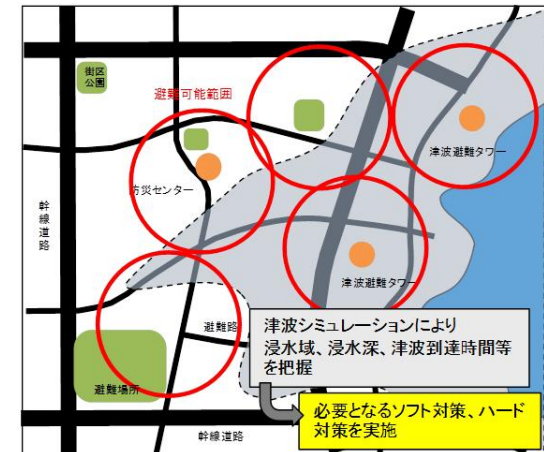 街区
公園
避難可能範囲
津波避難タワー
防災センター
幹線道路
津波避難タワー
避難路
津波シミュレーションにより
浸水域、浸水深、津波到達時間等
を把握
避難場所
必要となるソフト対策、ハード
対策を実施
幹線道路